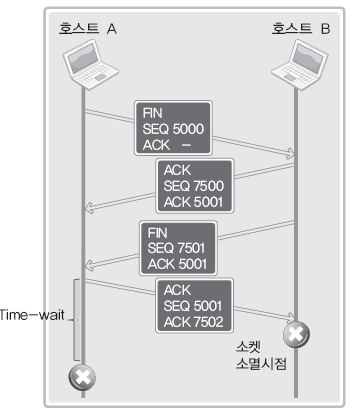 호스트 A
호스트 B
FIN
SEQ 5000
ACK –
ACK
SEQ 7500
ACK 5001
FIN
SEQ 7501
ACK 5001
ACK
SEQ 5001
ACK 7502
Time-wait
소켓
소멸시점